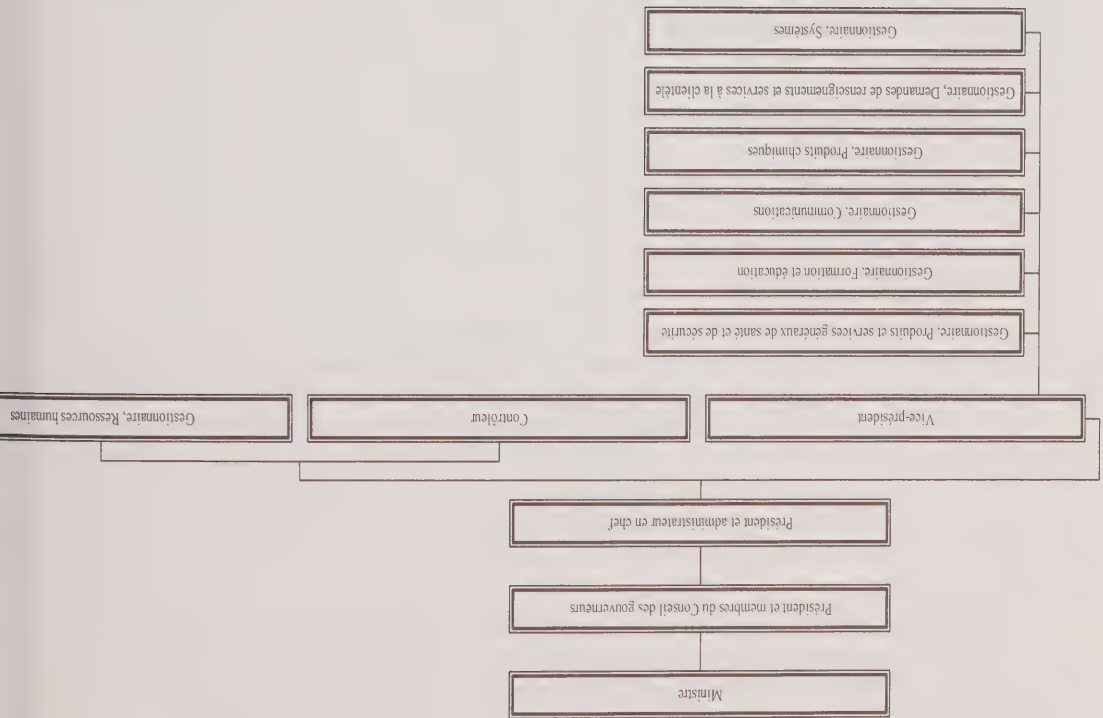 Ministre
Président et membres du Conseil des gouverneurs
Président et administrateur en chef
Gestionnaire, Ressources humaines
Contrôleur
Vice-président
Gestionnaire, Produits et services généraux de santé et de sécurité
Gestionnaire, Formation et éducation
Gestionnaire, Communications
Gestionnaire, Produits chimiques
Gestionnaire, Demandes de renseignements et services à la clientèle
Gestionnaire, Systèmes